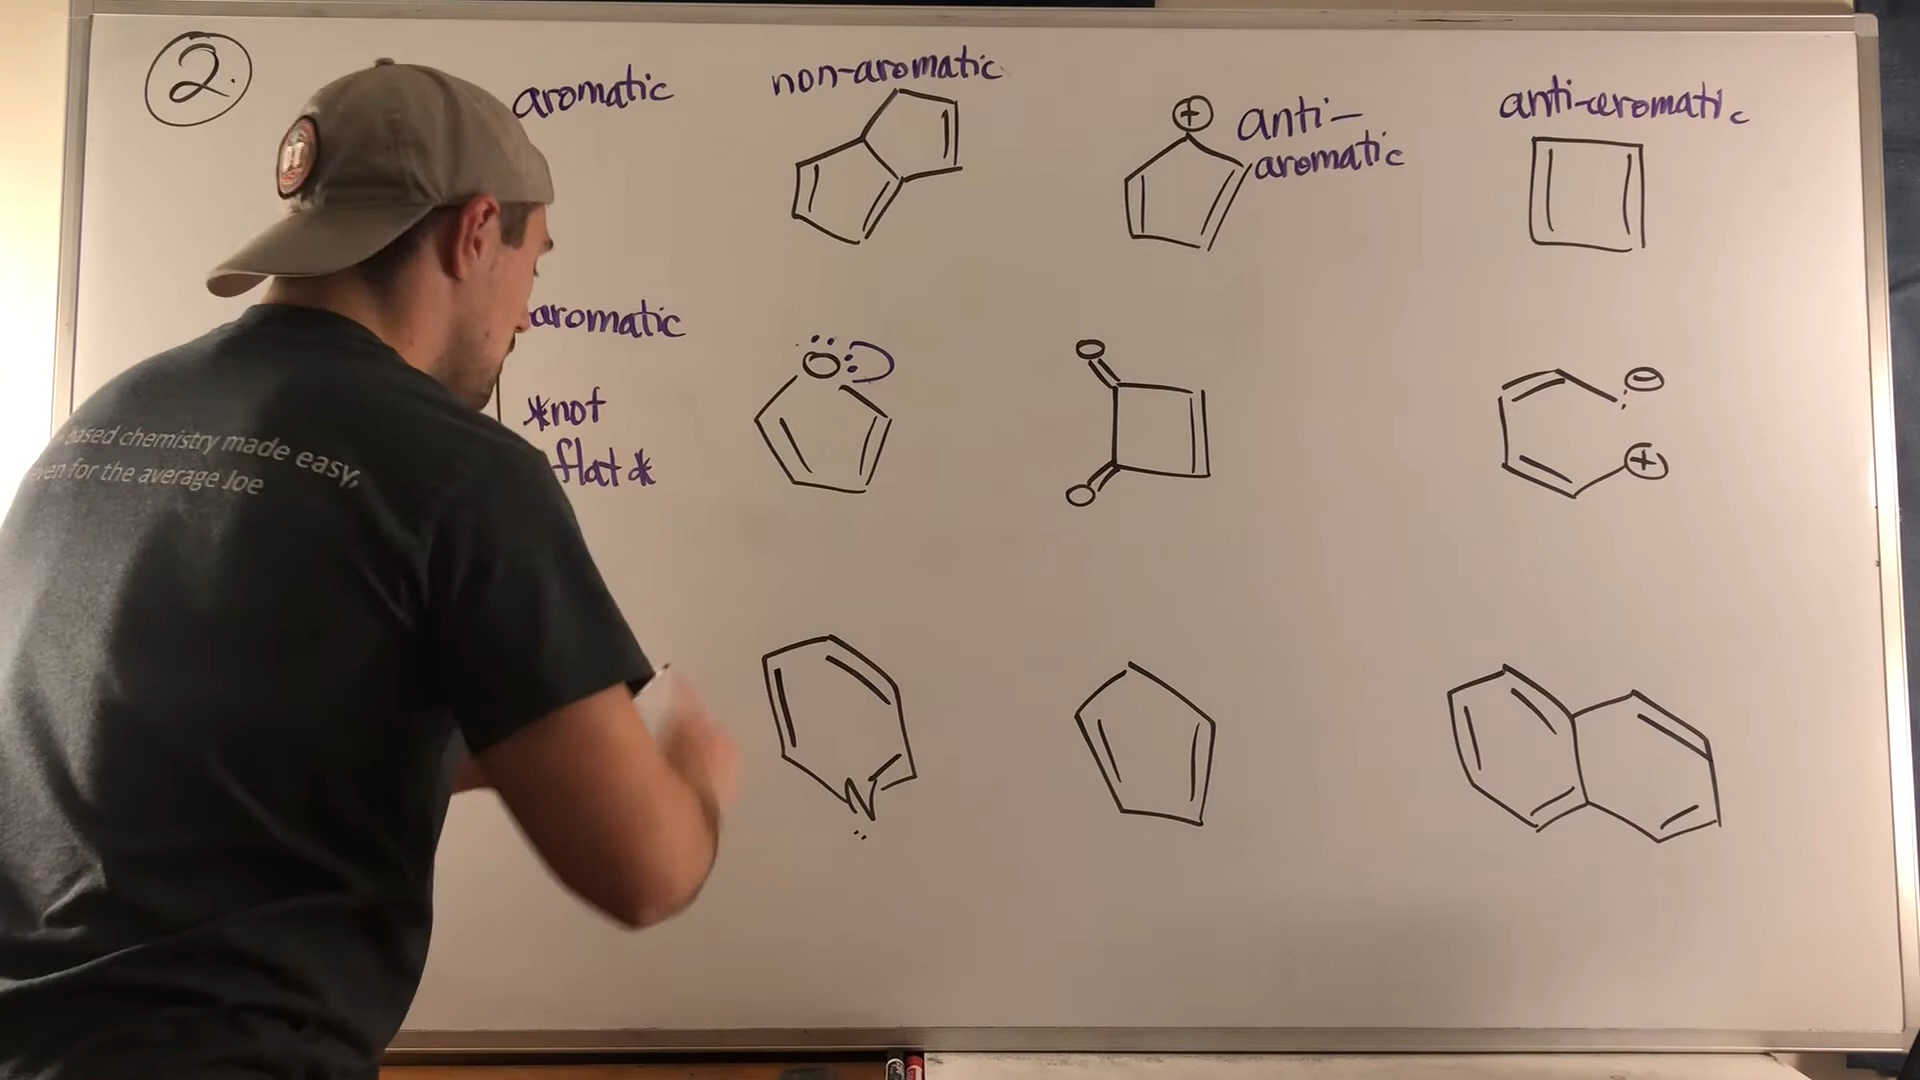 2.
aromatic
non-aromatic
anti-
aromatic
anti-aromatic
aromatic
*not
flat*
O
O
O
⊖
⊕
⊕
N
based chemistry made easy,
even for the average Joe